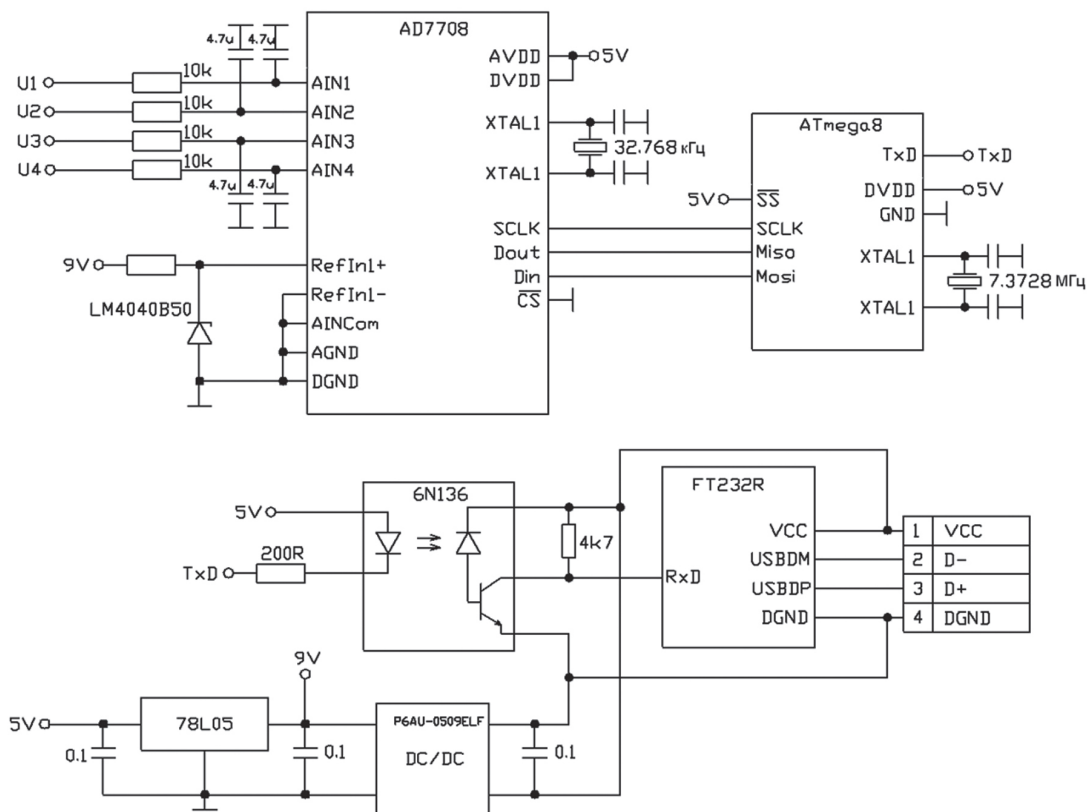 AD7708
4.7u 4.7u
U1 10k AIN1
U2 10k AIN2
U3 10k AIN3
U4 10k AIN4
4.7u 4.7u
AVDD 5V
DVDD
XTAL1
32.768 кГц
XTAL1
SCLK
Dout
Din
CS
9V RefIn1+
RefIn1-
LM4040B50
AINCom
AGND
DGND
ATmega8
TxD TxD
DVDD 5V
GND
5V SS
SCLK
Miso
Mosi
XTAL1
7.3728 МГц
XTAL1
6N136
5V
200R
TxD
4k7
FT232R
VCC
USBDM
USBDP
DGND
RxD
1 VCC
2 D-
3 D+
4 DGND
9V
5V 78L05
0.1
0.1
P6AU-0509ELF
DC/DC
0.1